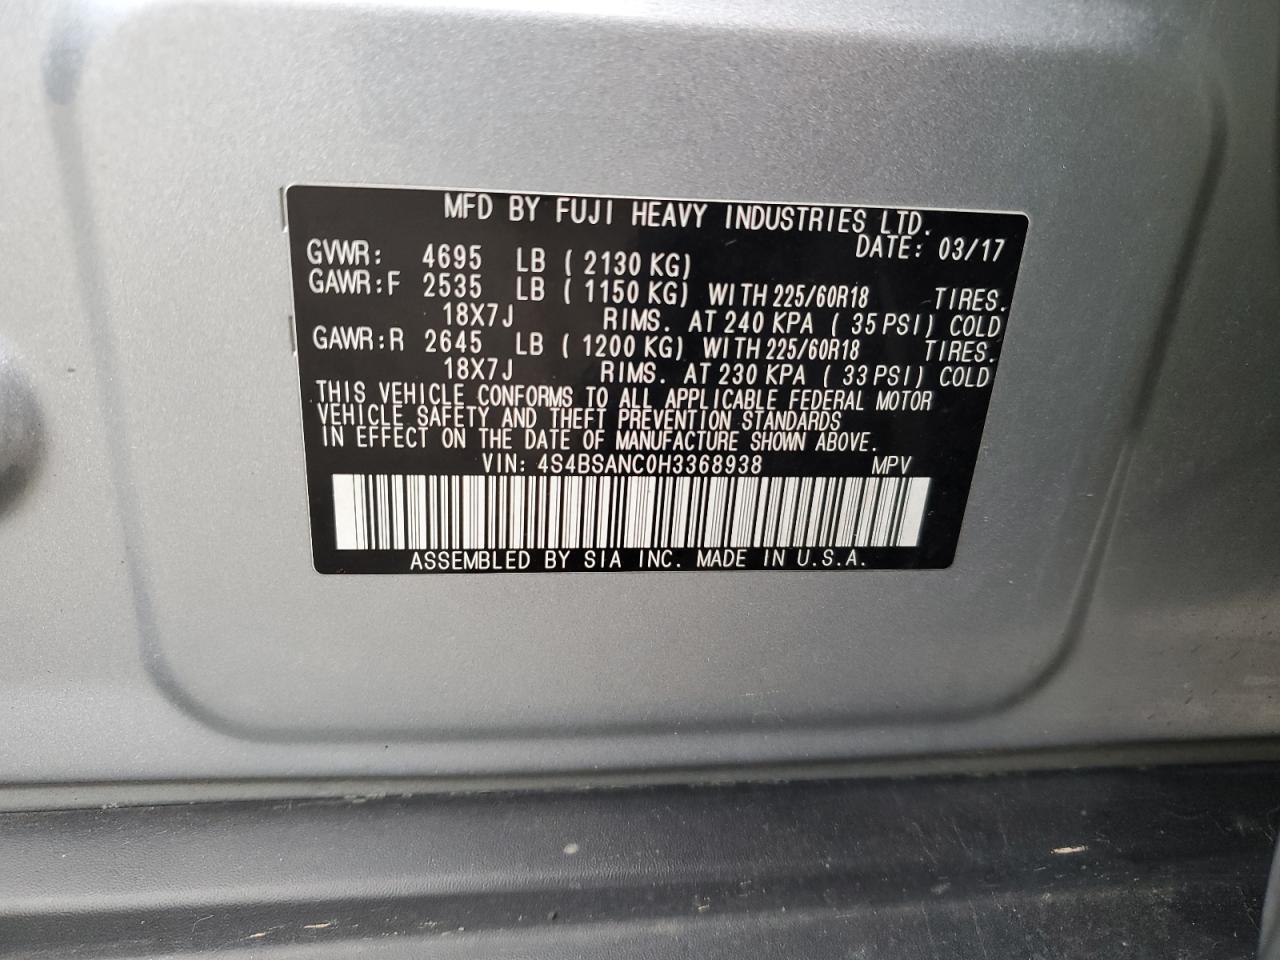 MFD BY FUJI HEAVY INDUSTRIES LTD.
DATE: 03/17
GVWR: 4695 LB ( 2130 KG)
GAWR:F 2535 LB ( 1150 KG) WITH 225/60R18 TIRES.
18X7J RIMS. AT 240 KPA ( 35 PSI) COLD
GAWR:R 2645 LB ( 1200 KG) WITH 225/60R18 TIRES.
18X7J RIMS. AT 230 KPA ( 33 PSI) COLD
THIS VEHICLE CONFORMS TO ALL APPLICABLE FEDERAL MOTOR
VEHICLE SAFETY AND THEFT PREVENTION STANDARDS
IN EFFECT ON THE DATE OF MANUFACTURE SHOWN ABOVE.
VIN: 4S4BSANC0H3368938 MPV
ASSEMBLED BY SIA INC. MADE IN U.S.A.